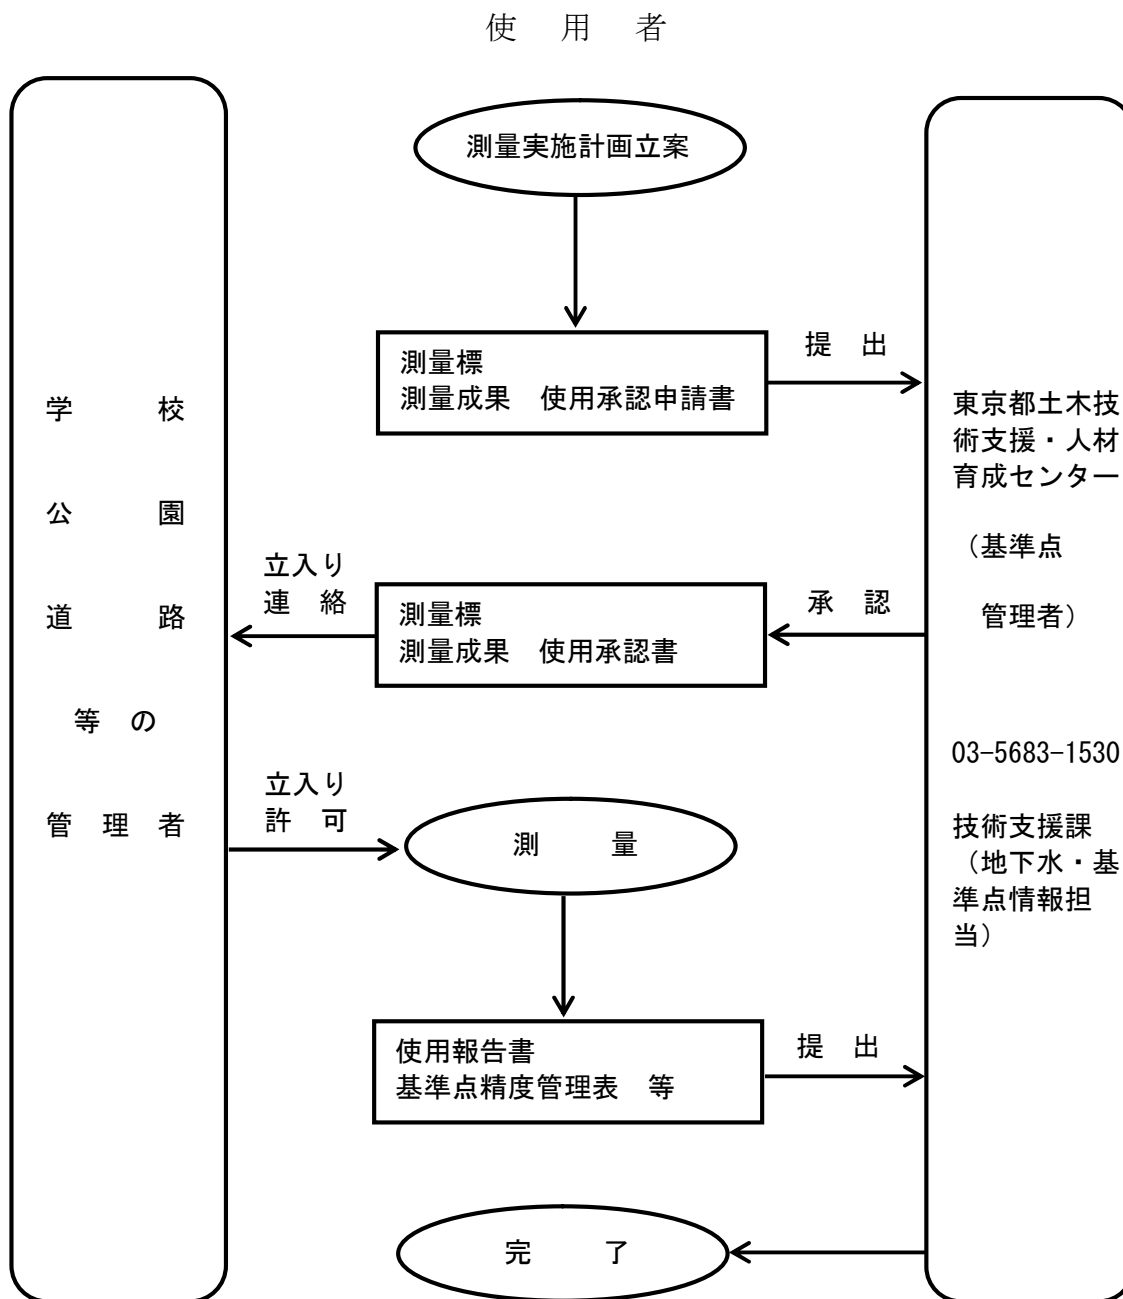 使　用　者
測量実施計画立案
測量標
測量成果　使用承認申請書
提　出
学　　校
公　　園
道　　路
等　の
管　理　者
東京都土木技
術支援・人材
育成センター
（基準点
管理者）
03-5683-1530
技術支援課
（地下水・基
準点情報担
当）
立入り
連　絡
測量標
測量成果　使用承認書
承　認
立入り
許　可
測　　量
使用報告書
基準点精度管理表　等
提　出
完　　了